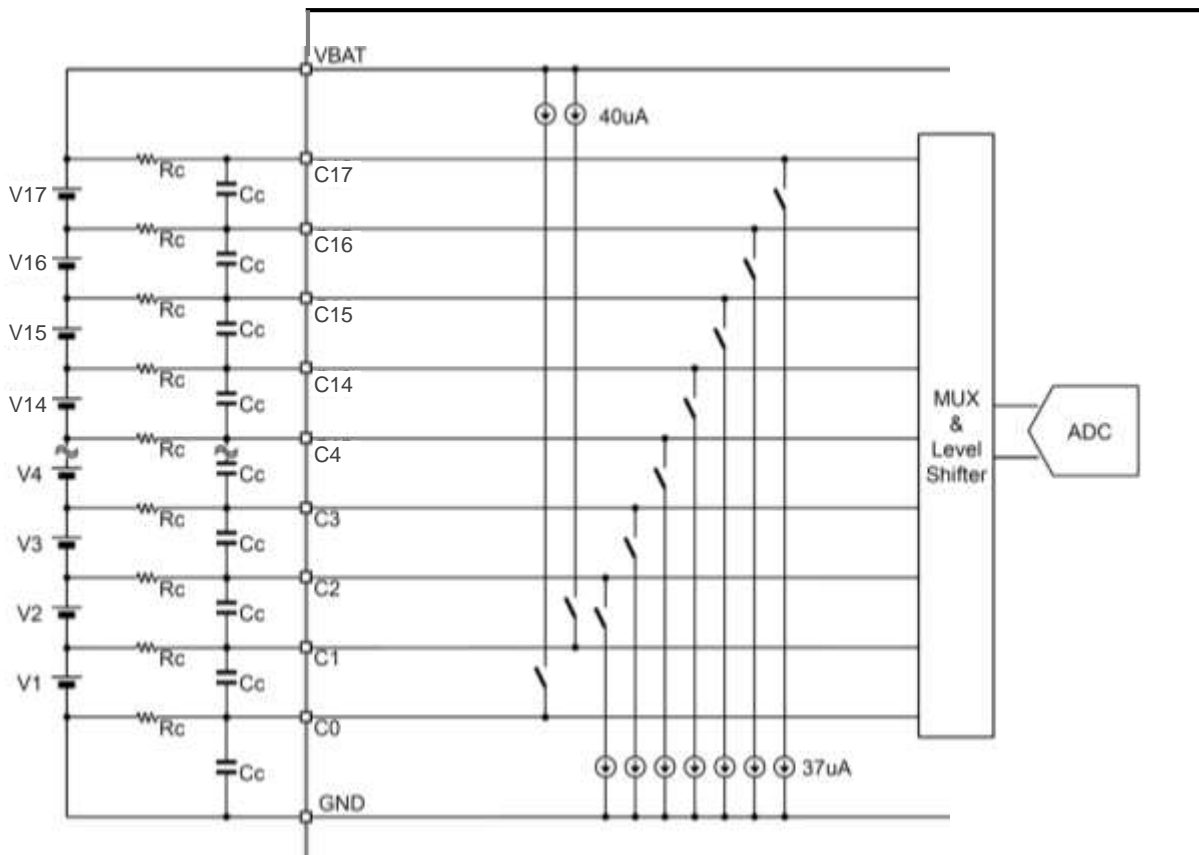 VBAT
40uA
Rc
C17
V17
Cc
Rc
C16
V16
Cc
Rc
C15
V15
Cc
Rc
C14
V14
Cc
MUX
&
Level
Shifter
ADC
Rc
C4
V4
Cc
Rc
C3
V3
Cc
Rc
C2
V2
Cc
Rc
C1
V1
Cc
Rc
C0
Cc
37uA
GND